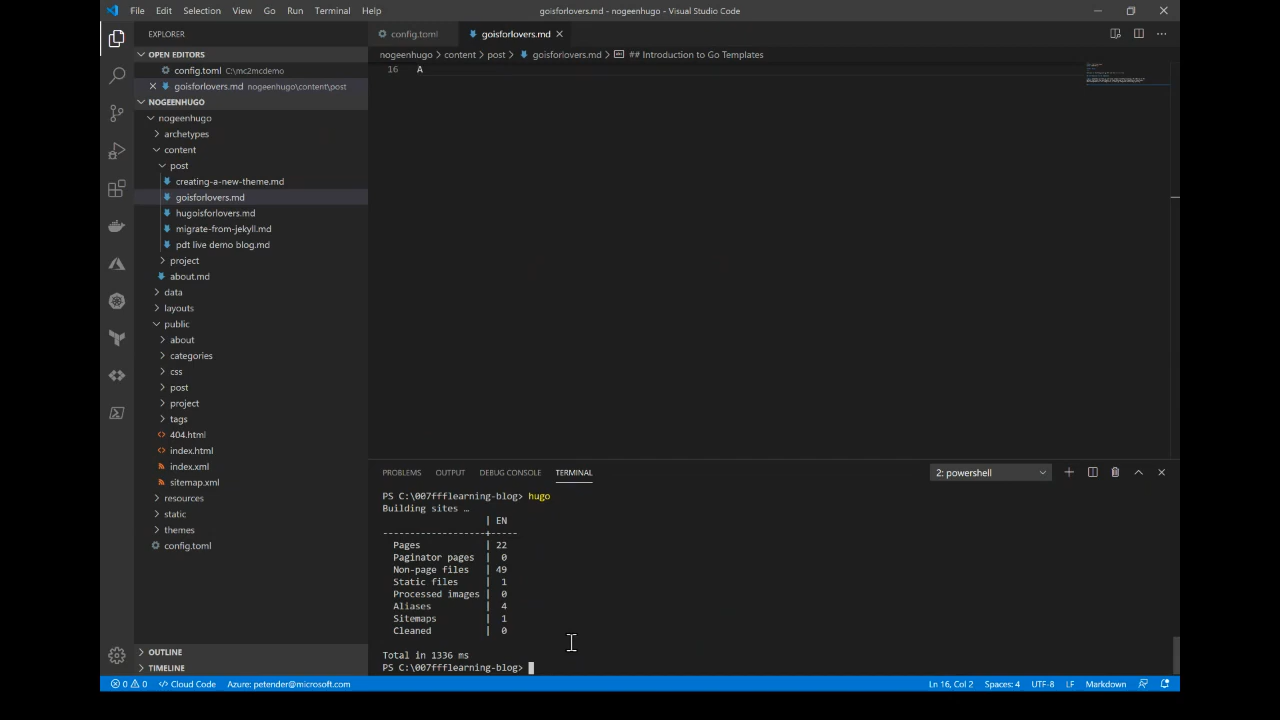 File Edit Selection View Go Run Terminal Help goisforlovers.md - nogeenhugo - Visual Studio Code
EXPLORER
OPEN EDITORS
config.toml C:\mc2mcdemo
goisforlovers.md nogeenhugo\content\post
NOGEENHUGO
nogeenhugo
archetypes
content
post
creating-a-new-theme.md
goisforlovers.md
hugoisforlovers.md
migrate-from-jekyll.md
pdt live demo blog.md
project
about.md
data
layouts
public
about
categories
css
post
project
tags
404.html
index.html
index.xml
sitemap.xml
resources
static
themes
config.toml
OUTLINE
TIMELINE
config.toml goisforlovers.md
nogeenhugo > content > post > goisforlovers.md > ## Introduction to Go Templates
16 A
PROBLEMS OUTPUT DEBUG CONSOLE TERMINAL 2: powershell
PS C:\007ffflearning-blog> hugo
Building sites …
| EN
-------------------+-----
Pages | 22
Paginator pages | 0
Non-page files | 49
Static files | 1
Processed images | 0
Aliases | 4
Sitemaps | 1
Cleaned | 0
Total in 1336 ms
PS C:\007ffflearning-blog>
0 0 Cloud Code Azure: petender@microsoft.com Ln 16, Col 2 Spaces: 4 UTF-8 LF Markdown